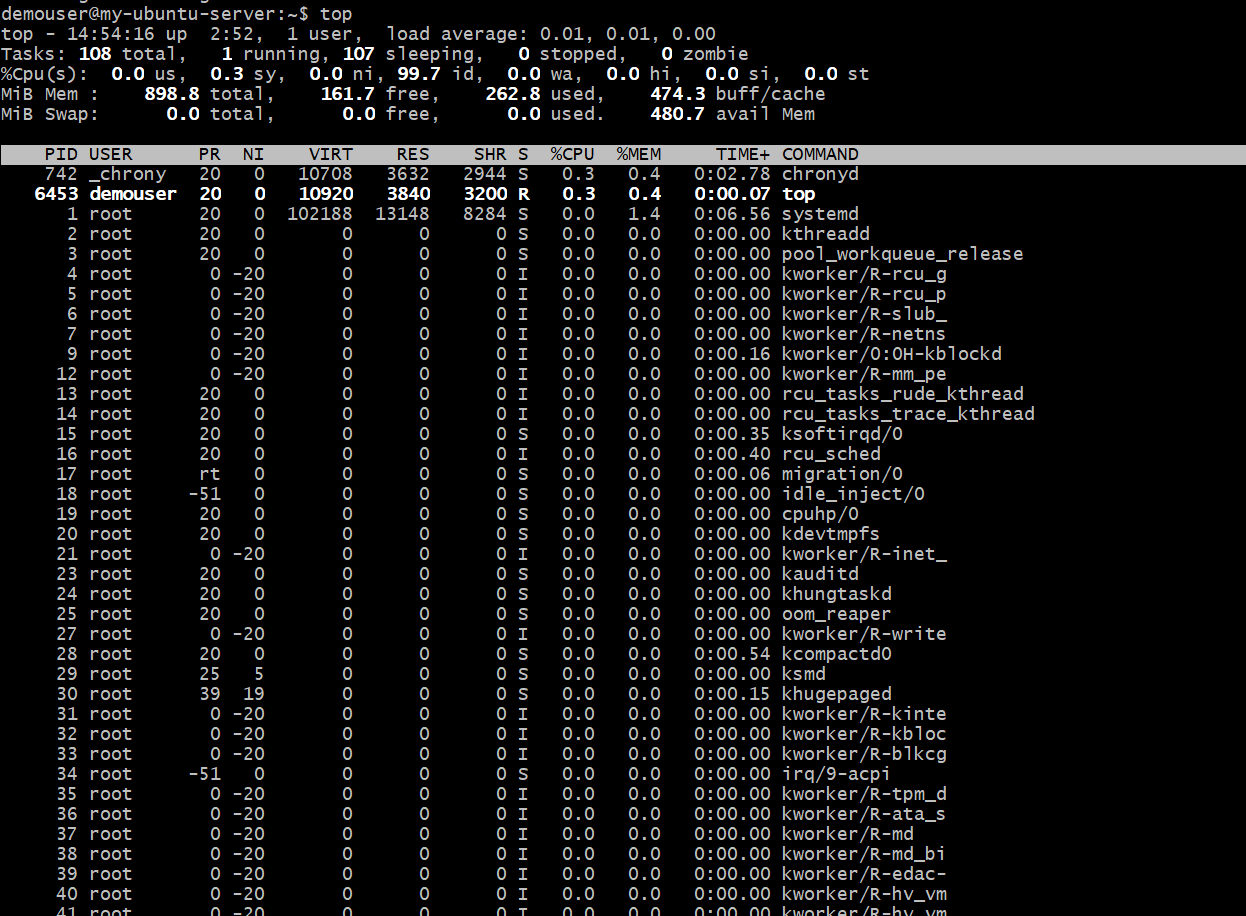 demouser@my-ubuntu-server:~$ top
top - 14:54:16 up  2:52,  1 user,  load average: 0.01, 0.01, 0.00
Tasks: 108 total,   1 running, 107 sleeping,   0 stopped,   0 zombie
%Cpu(s):  0.0 us,  0.3 sy,  0.0 ni, 99.7 id,  0.0 wa,  0.0 hi,  0.0 si,  0.0 st
MiB Mem :    898.8 total,    161.7 free,    262.8 used,    474.3 buff/cache
MiB Swap:      0.0 total,      0.0 free,      0.0 used.    480.7 avail Mem
PID USER      PR  NI    VIRT    RES    SHR S  %CPU  %MEM     TIME+ COMMAND
742 _chrony   20   0   10708   3632   2944 S   0.3   0.4   0:02.78 chronyd
6453 demouser  20   0   10920   3840   3200 R   0.3   0.4   0:00.07 top
1 root      20   0  102188  13148   8284 S   0.0   1.4   0:06.56 systemd
2 root      20   0       0      0      0 S   0.0   0.0   0:00.00 kthreadd
3 root      20   0       0      0      0 S   0.0   0.0   0:00.00 pool_workqueue_release
4 root       0 -20       0      0      0 I   0.0   0.0   0:00.00 kworker/R-rcu_g
5 root       0 -20       0      0      0 I   0.0   0.0   0:00.00 kworker/R-rcu_p
6 root       0 -20       0      0      0 I   0.0   0.0   0:00.00 kworker/R-slub_
7 root       0 -20       0      0      0 I   0.0   0.0   0:00.00 kworker/R-netns
9 root       0 -20       0      0      0 I   0.0   0.0   0:00.16 kworker/0:0H-kblockd
12 root       0 -20       0      0      0 I   0.0   0.0   0:00.00 kworker/R-mm_pe
13 root      20   0       0      0      0 I   0.0   0.0   0:00.00 rcu_tasks_rude_kthread
14 root      20   0       0      0      0 I   0.0   0.0   0:00.00 rcu_tasks_trace_kthread
15 root      20   0       0      0      0 S   0.0   0.0   0:00.35 ksoftirqd/0
16 root      20   0       0      0      0 I   0.0   0.0   0:00.40 rcu_sched
17 root      rt   0       0      0      0 S   0.0   0.0   0:00.06 migration/0
18 root     -51   0       0      0      0 S   0.0   0.0   0:00.00 idle_inject/0
19 root      20   0       0      0      0 S   0.0   0.0   0:00.00 cpuhp/0
20 root      20   0       0      0      0 S   0.0   0.0   0:00.00 kdevtmpfs
21 root       0 -20       0      0      0 I   0.0   0.0   0:00.00 kworker/R-inet_
23 root      20   0       0      0      0 S   0.0   0.0   0:00.00 kauditd
24 root      20   0       0      0      0 S   0.0   0.0   0:00.00 khungtaskd
25 root      20   0       0      0      0 S   0.0   0.0   0:00.00 oom_reaper
27 root       0 -20       0      0      0 I   0.0   0.0   0:00.00 kworker/R-write
28 root      20   0       0      0      0 S   0.0   0.0   0:00.54 kcompactd0
29 root      25   5       0      0      0 S   0.0   0.0   0:00.00 ksmd
30 root      39  19       0      0      0 S   0.0   0.0   0:00.15 khugepaged
31 root       0 -20       0      0      0 I   0.0   0.0   0:00.00 kworker/R-kinte
32 root       0 -20       0      0      0 I   0.0   0.0   0:00.00 kworker/R-kbloc
33 root       0 -20       0      0      0 I   0.0   0.0   0:00.00 kworker/R-blkcg
34 root     -51   0       0      0      0 S   0.0   0.0   0:00.00 irq/9-acpi
35 root       0 -20       0      0      0 I   0.0   0.0   0:00.00 kworker/R-tpm_d
36 root       0 -20       0      0      0 I   0.0   0.0   0:00.00 kworker/R-ata_s
37 root       0 -20       0      0      0 I   0.0   0.0   0:00.00 kworker/R-md
38 root       0 -20       0      0      0 I   0.0   0.0   0:00.00 kworker/R-md_bi
39 root       0 -20       0      0      0 I   0.0   0.0   0:00.00 kworker/R-edac-
40 root       0 -20       0      0      0 I   0.0   0.0   0:00.00 kworker/R-hv_vm
41 root       0 -20       0      0      0 I   0.0   0.0   0:00.00 kworker/R-hv_vm